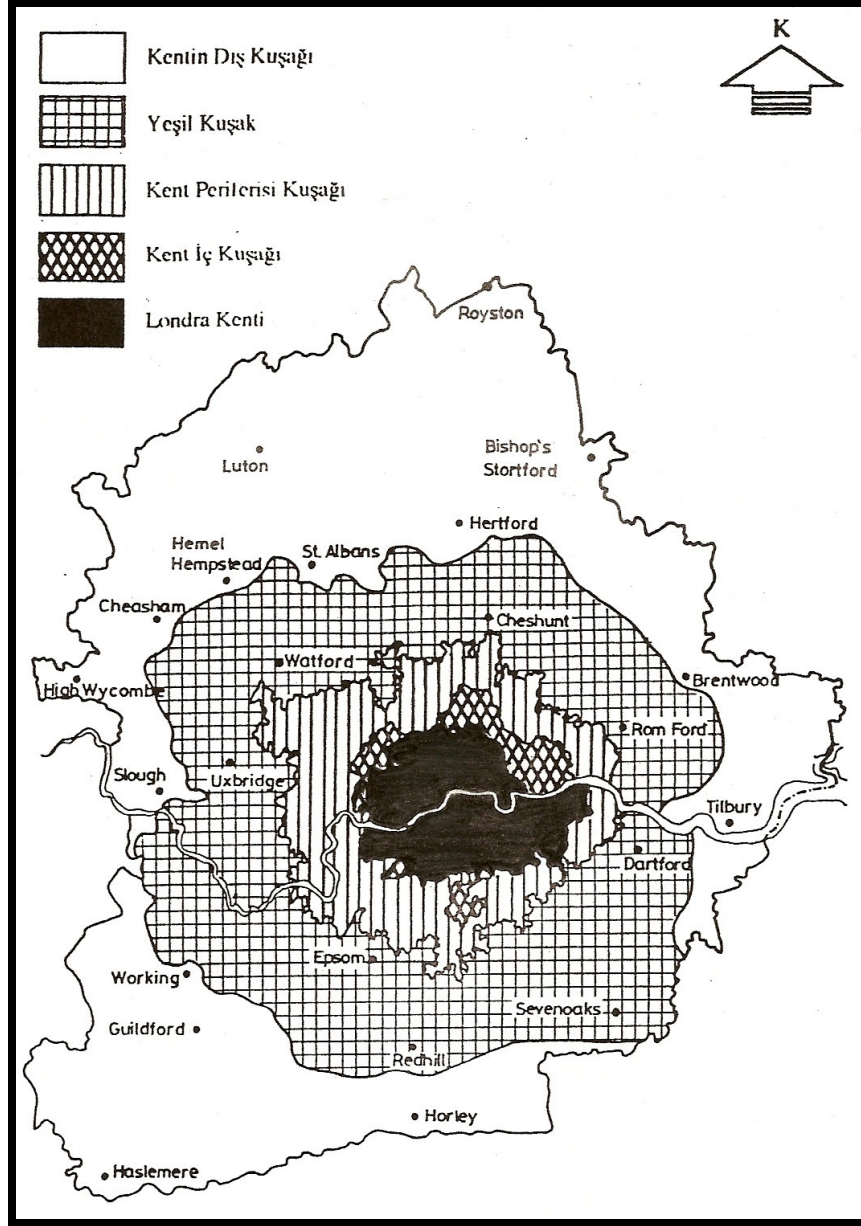 K
Kentin Dış Kuşağı
Yeşil Kuşak
Kent Periferisi Kuşağı
Kent İç Kuşağı
Londra Kenti
Royston
Luton
Bishop's
Stortford
Hertford
Hemel
Hempstead
St. Albans
Cheasham
Cheshunt
Watford
High Wycombe
Brentwood
Rom Ford
Slough
Uxbridge
Tilbury
Dartford
Epsom
Working
Sevenoaks
Guildford
Redhill
Horley
Haslemere